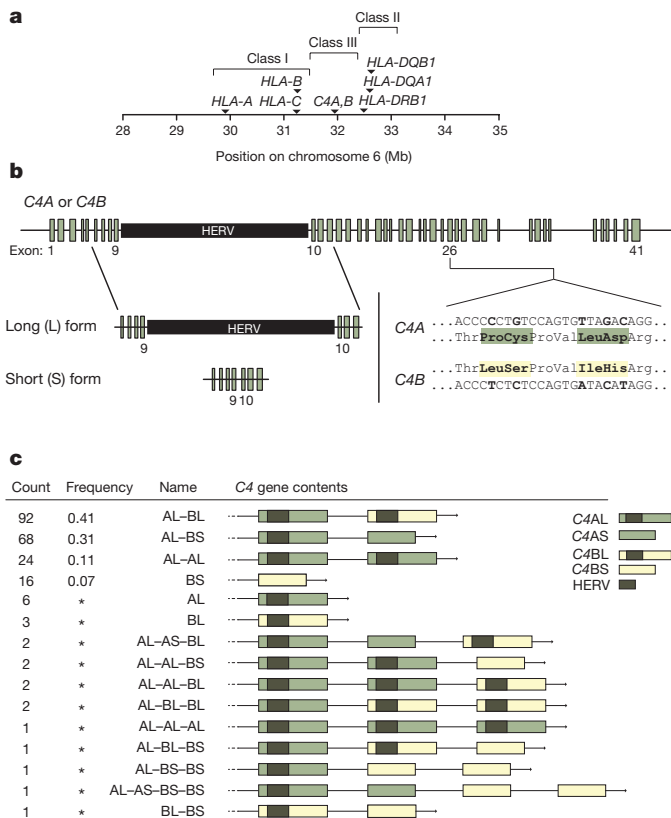 a
Class II
Class III
Class I
HLA-DQB1
HLA-B
HLA-DQA1
HLA-A HLA-C C4A,B HLA-DRB1
28 29 30 31 32 33 34 35
Position on chromosome 6 (Mb)
b
C4A or C4B
HERV
Exon: 1 9 10 26 41
Long (L) form
HERV
9 10
Short (S) form
9 10
C4A
...ACCCCCTGTCCAGTGTTAGACAGG..
...ThrProCysProValLeuAspArg..
C4B
...ThrLeuSerProValIleHisArg..
...ACCCTCTCTCCAGTGATACATAGG..
c
Count Frequency Name C4 gene contents
92 0.41 AL–BL
68 0.31 AL–BS
24 0.11 AL–AL
16 0.07 BS
6 * AL
3 * BL
2 * AL–AS–BL
2 * AL–AL–BS
2 * AL–AL–BL
2 * AL–BL–BL
1 * AL–AL–AL
1 * AL–BL–BS
1 * AL–BS–BS
1 * AL–AS–BS–BS
1 * BL–BS
C4AL
C4AS
C4BL
C4BS
HERV